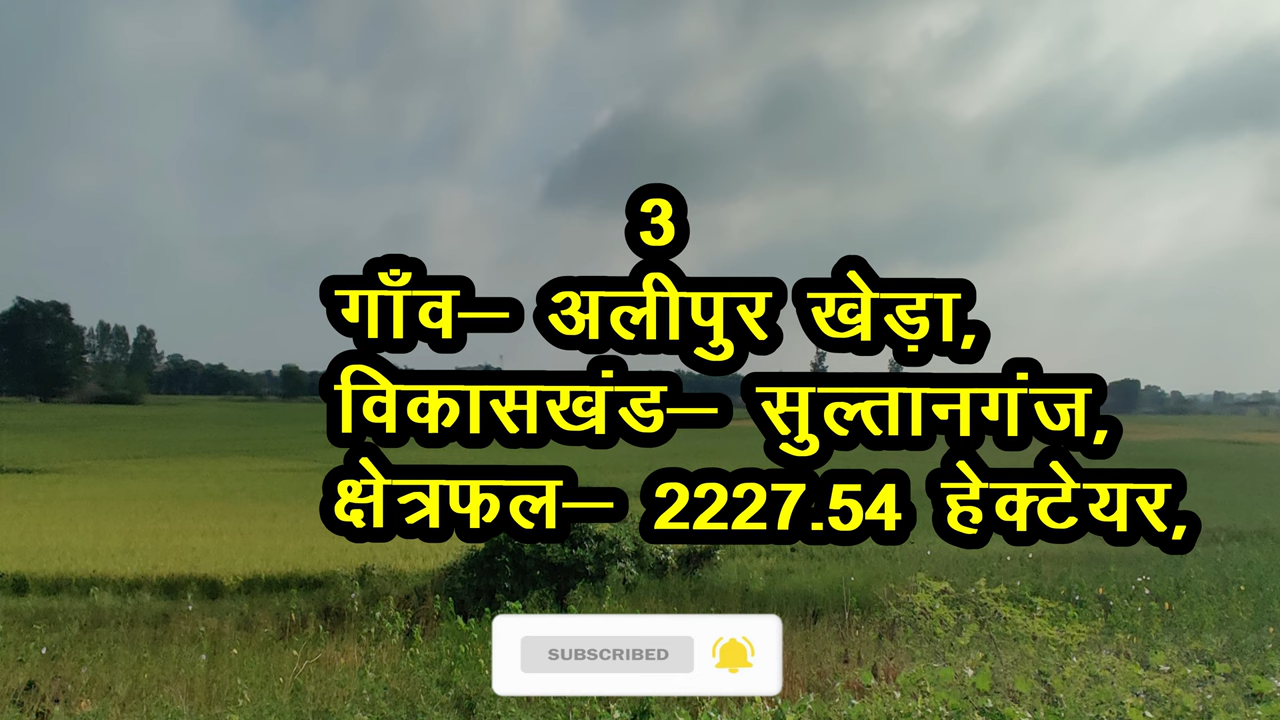 3
गाँव– अलीपुर खेड़ा,
विकासखंड– सुल्तानगंज,
क्षेत्रफल– 2227.54 हेक्टेयर,
SUBSCRIBED